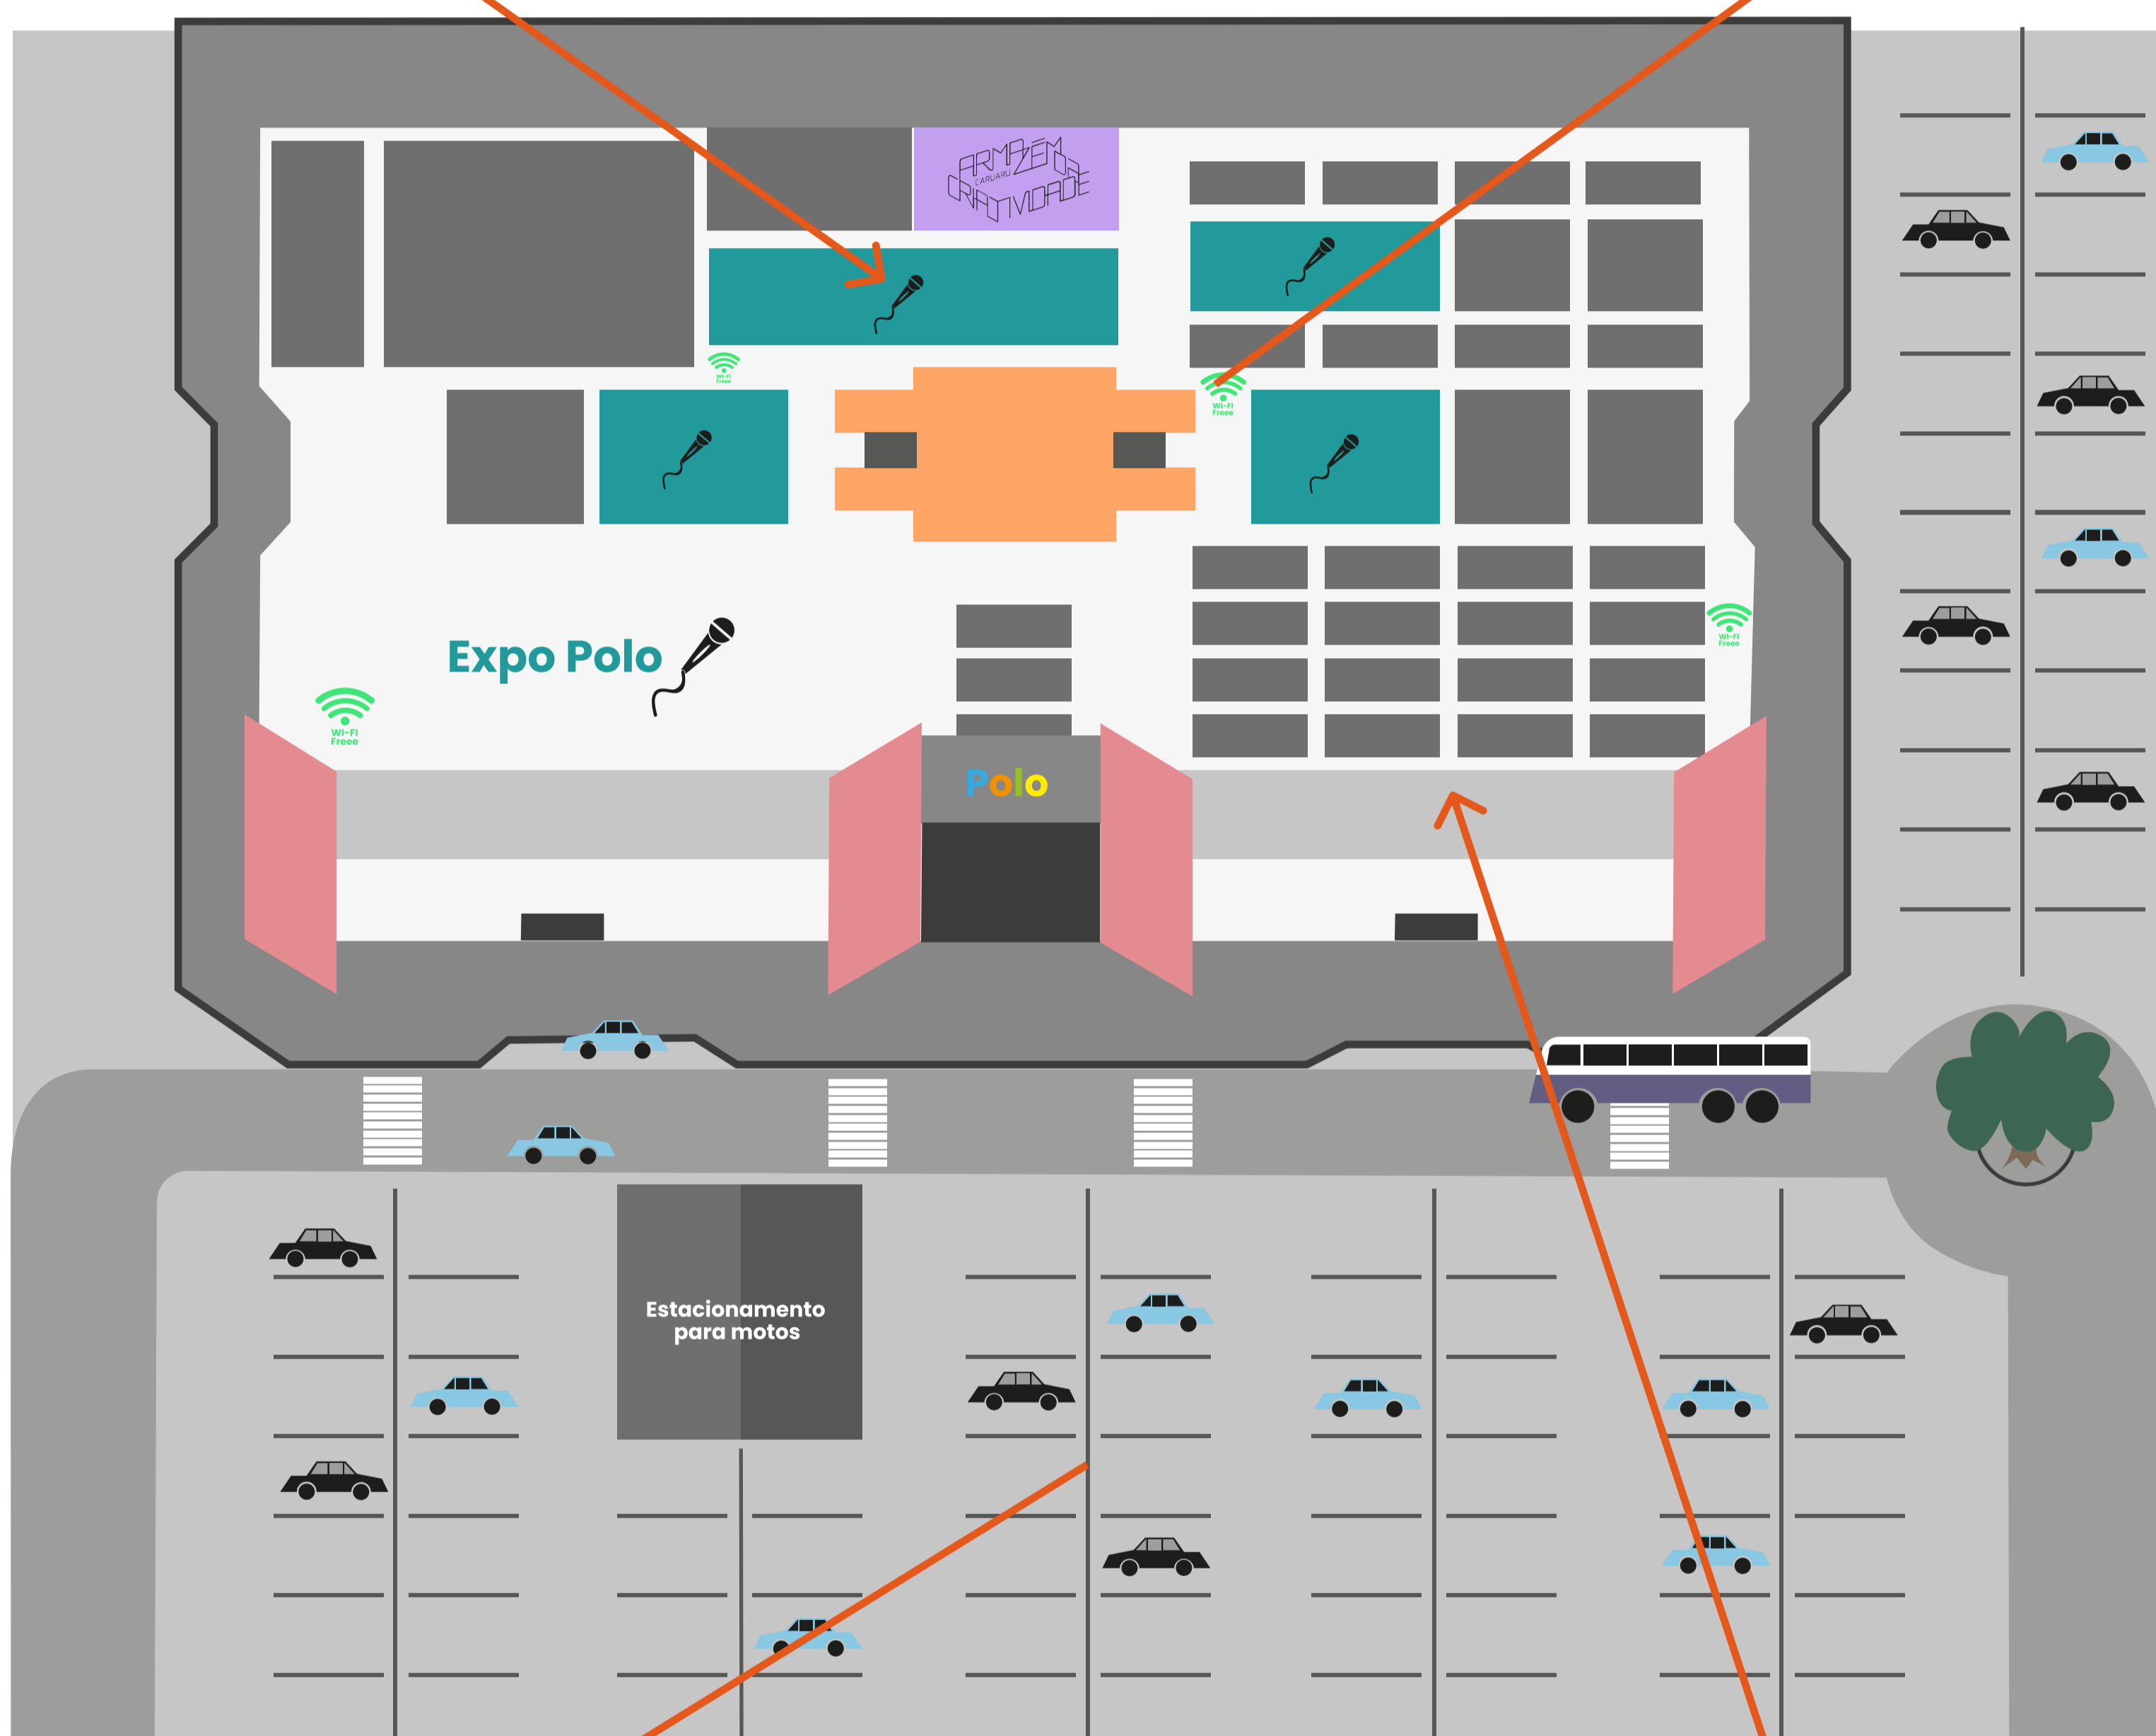 ARMAZÉM
CARUARU
CRIATIVIDADE
WI-FI
Freee
WI-FI
Freee
Expo Polo
WI-FI
Freee
WI-FI
Freee
Polo
Estacionamento
para motos